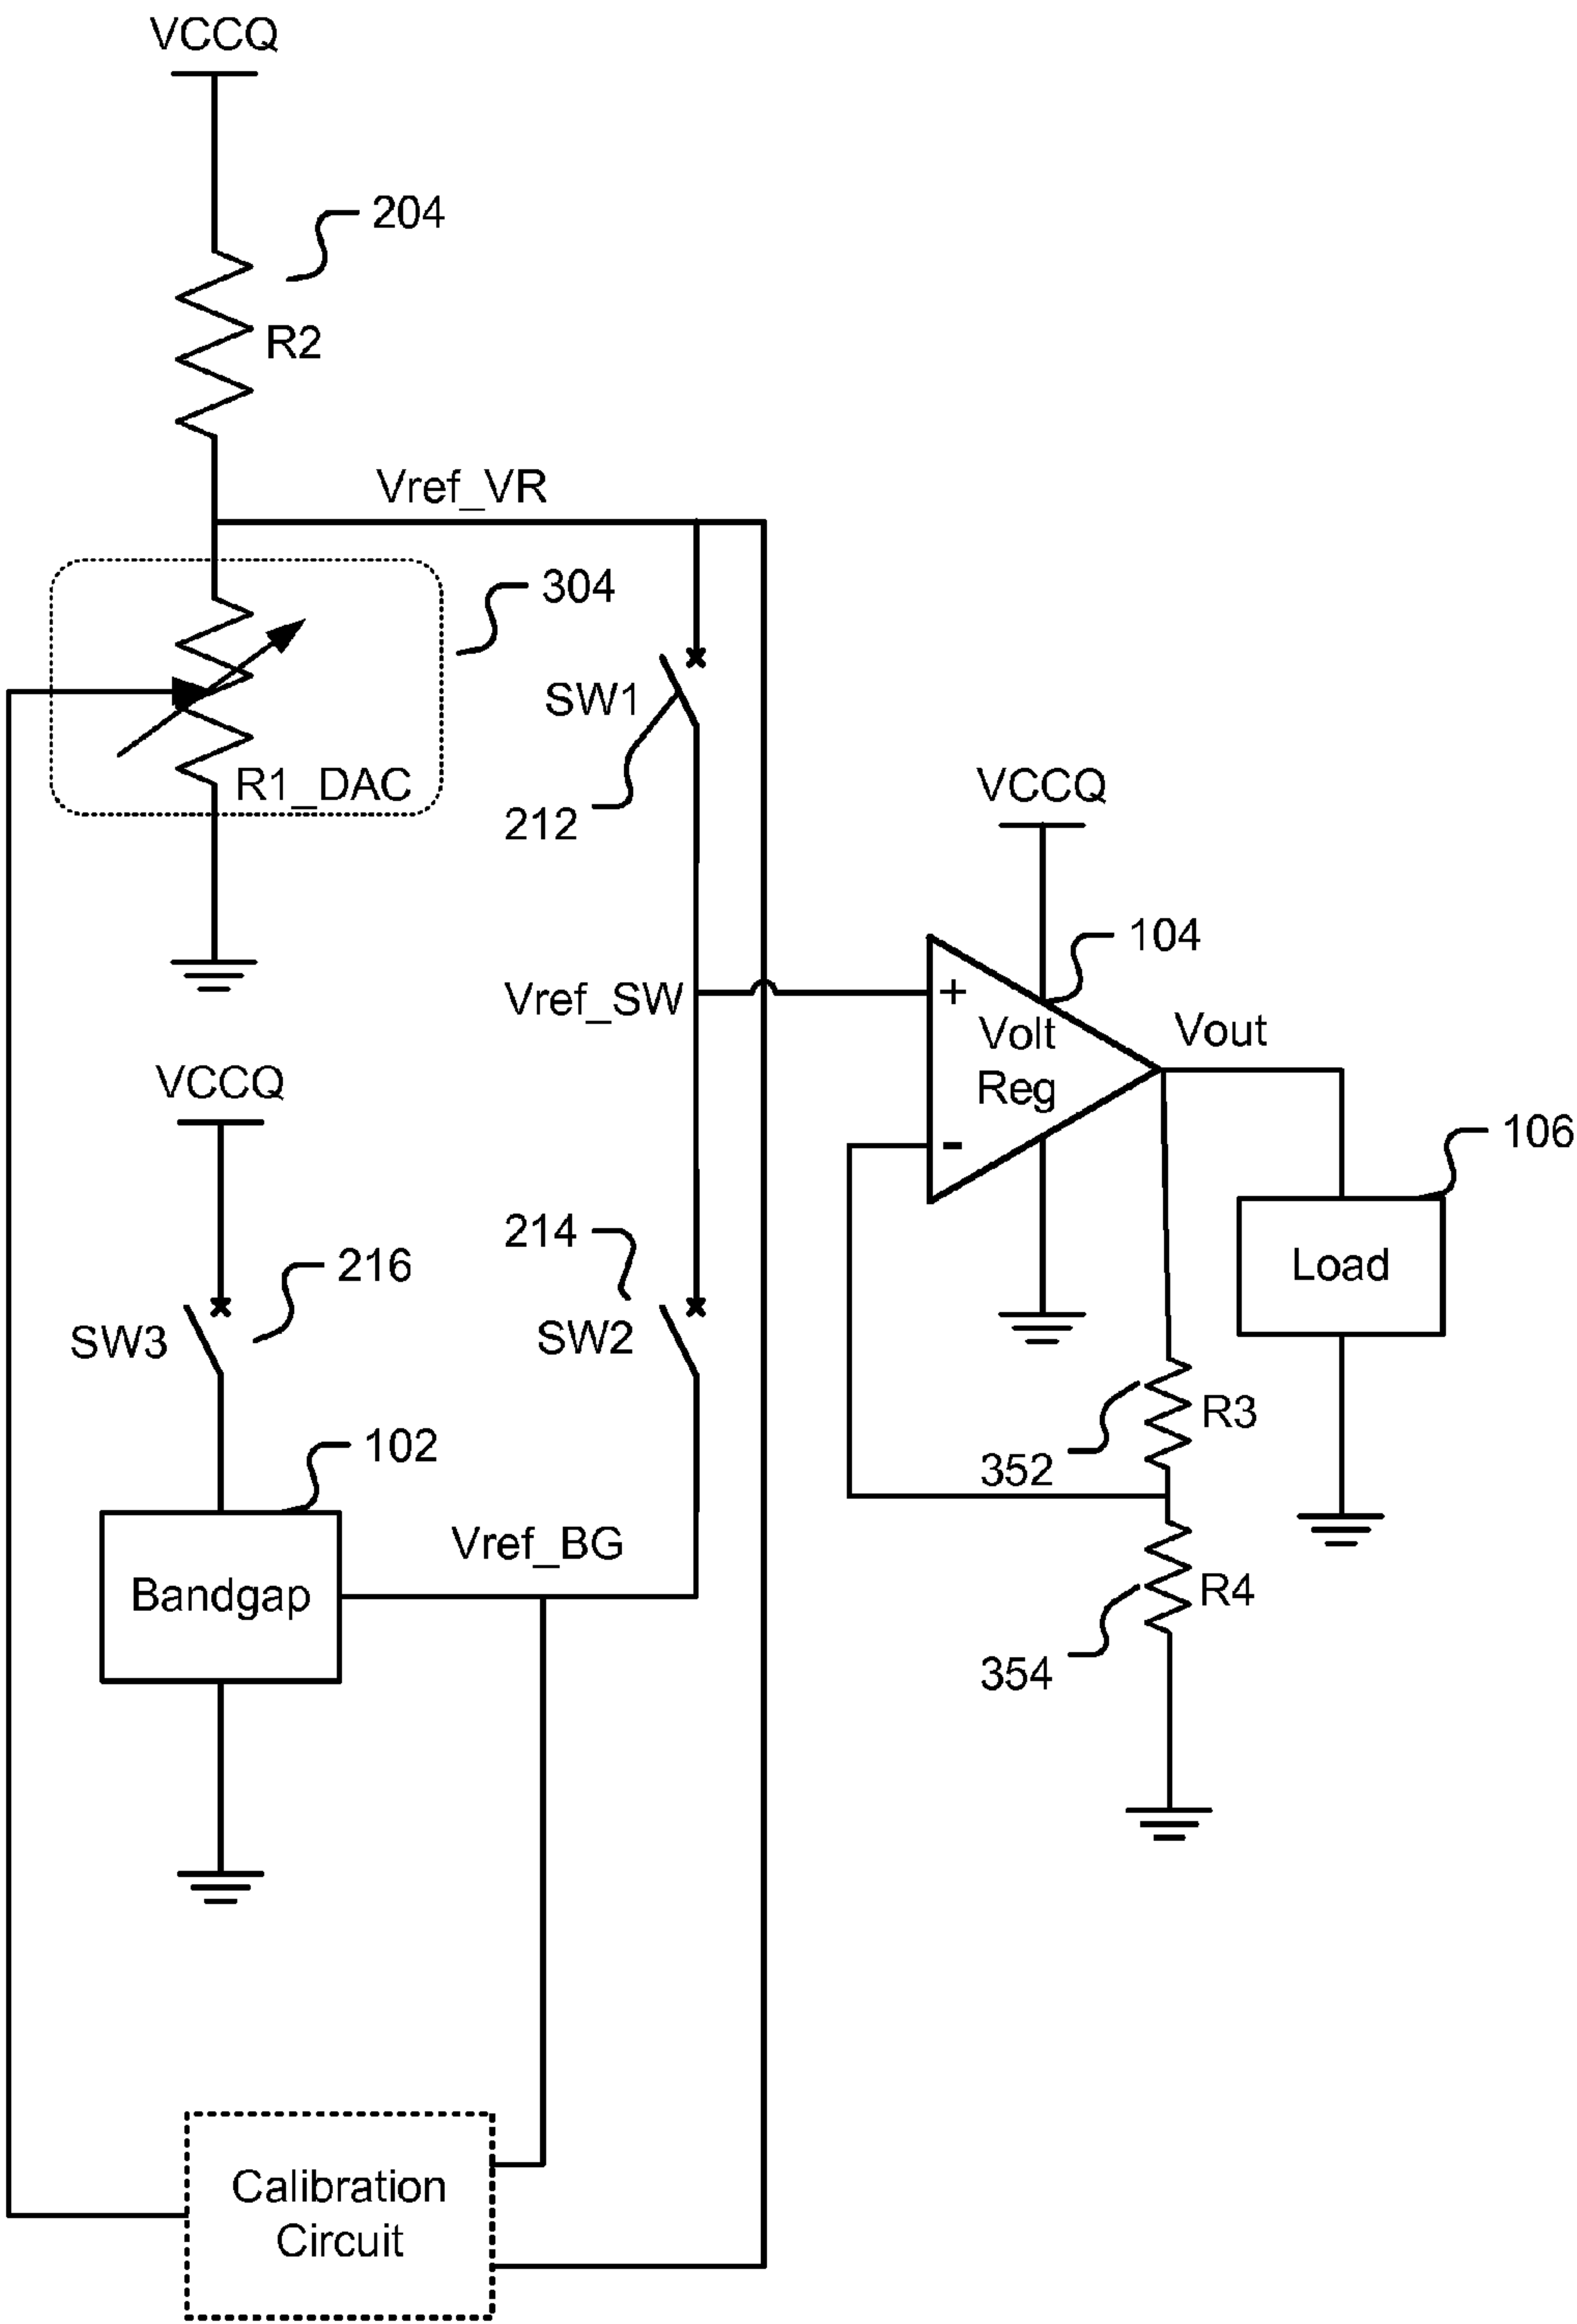 VCCQ
204
R2
Vref_VR
304
R1_DAC
SW1
212
VCCQ
104
Vref_SW
+
Volt
Reg
Vout
VCCQ
-
106
214
216
SW3
SW2
Load
102
R3
352
Vref_BG
Bandgap
R4
354
Calibration
Circuit